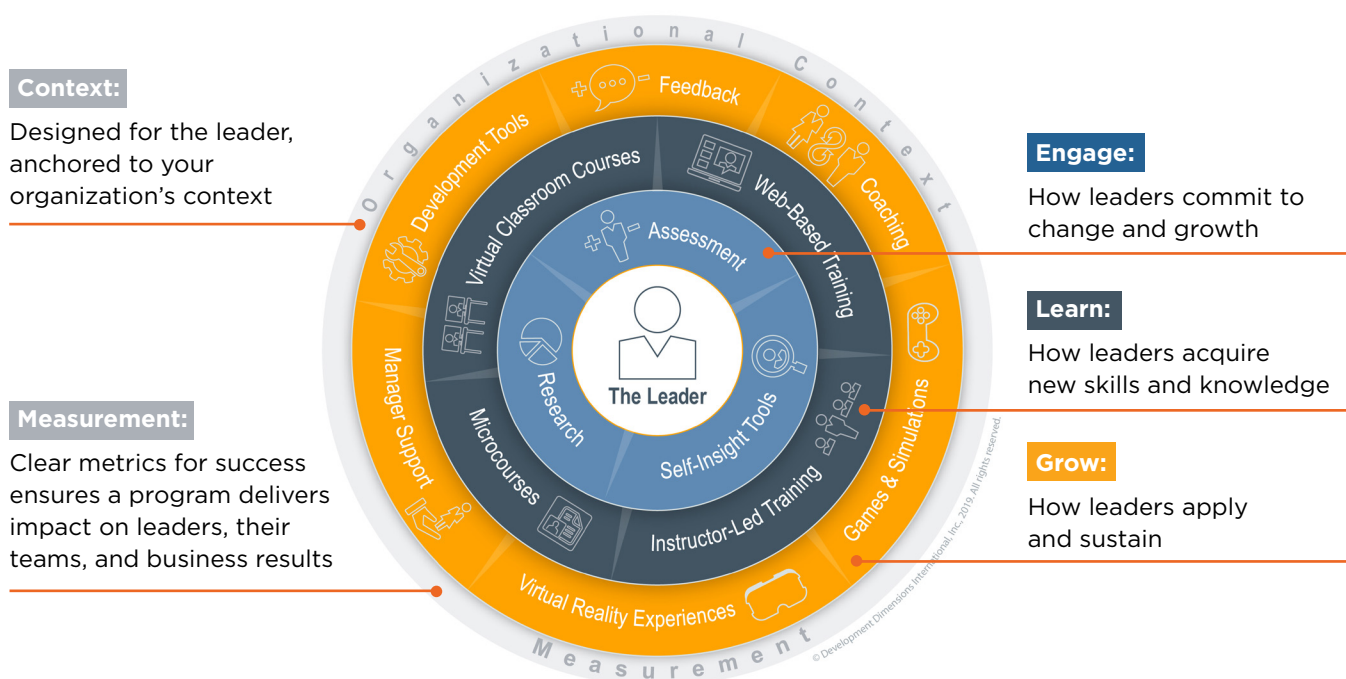 Context:
Designed for the leader,
anchored to your
organization's context
Measurement:
Clear metrics for success
ensures a program delivers
impact on leaders, their
teams, and business results
Organizational Context
Feedback
Coaching
Games & Simulations
Virtual Reality Experiences
Manager Support
Development Tools
Virtual Classroom Courses
Web-Based Training
Instructor-Led Training
Microcourses
Assessment
Self-Insight Tools
Research
The Leader
Measurement
© Development Dimensions International, Inc., 2019. All rights reserved.
Engage:
How leaders commit to
change and growth
Learn:
How leaders acquire
new skills and knowledge
Grow:
How leaders apply
and sustain